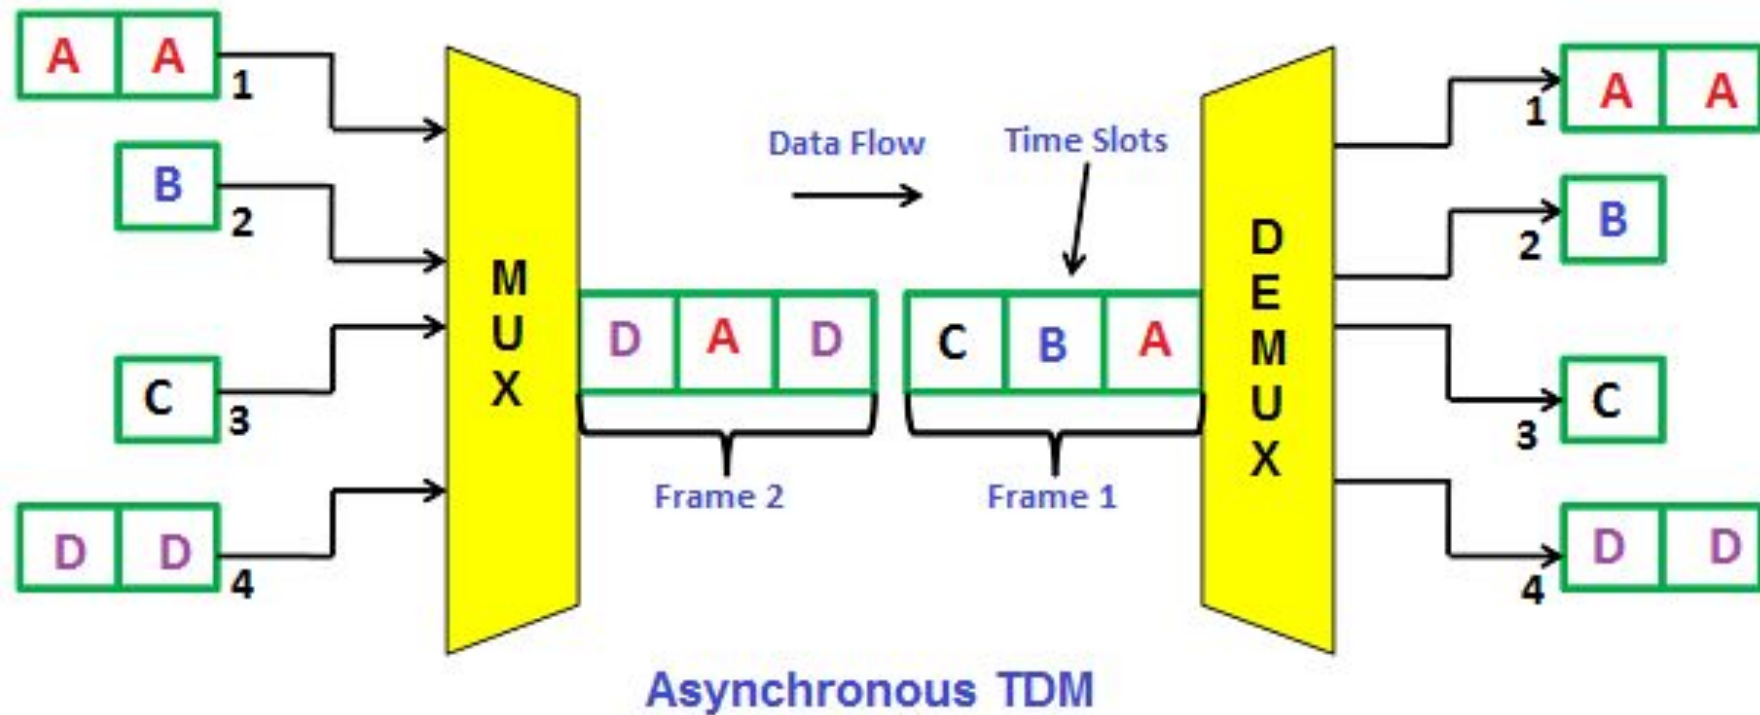 A A
1
B
2
C
3
D D
4
MUX
Data Flow
Time Slots
D A D
C B A
Frame 2
Frame 1
DEMUX
1
A A
2
B
3
C
4
D D
Asynchronous TDM